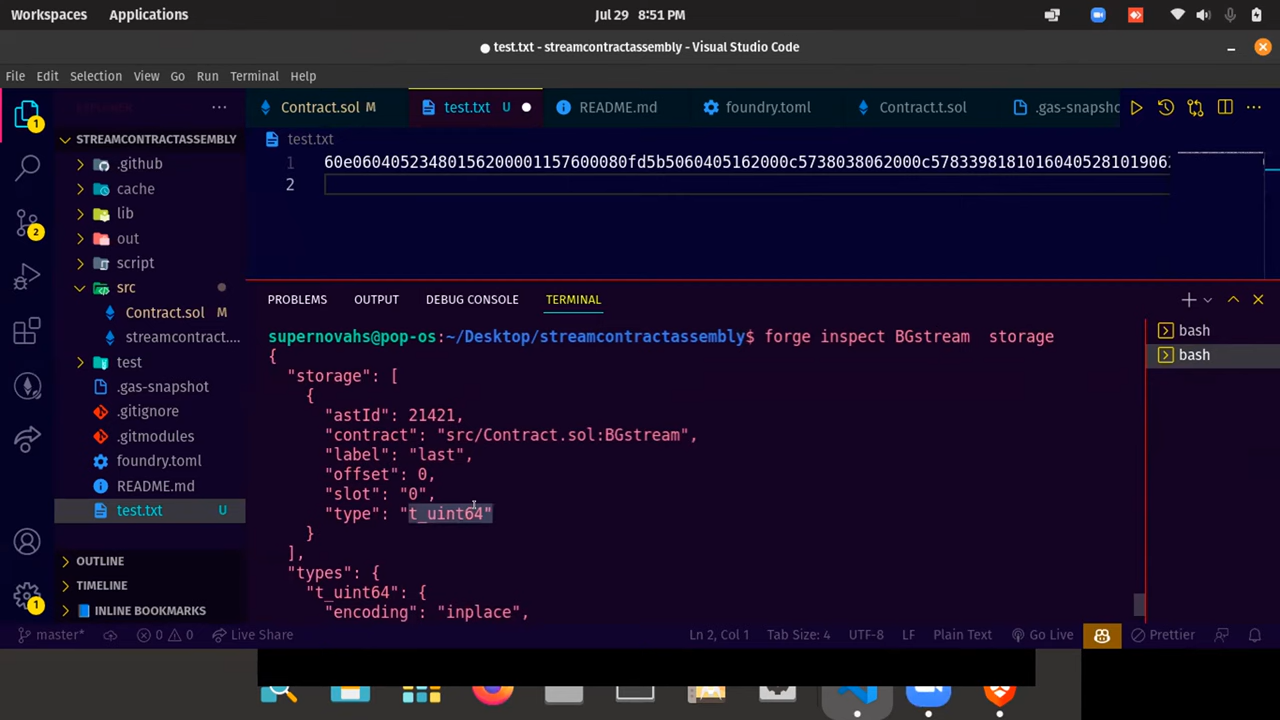 Workspaces Applications Jul 29 8:51 PM
test.txt - streamcontractassembly - Visual Studio Code
File Edit Selection View Go Run Terminal Help
Contract.sol M test.txt U README.md foundry.toml Contract.t.sol .gas-snapshc
STREAMCONTRACTASSEMBLY
.github
cache
lib
out
script
src
Contract.sol M
streamcontract....
test
.gas-snapshot
.gitignore
.gitmodules
foundry.toml
README.md
test.txt U
OUTLINE
TIMELINE
INLINE BOOKMARKS
1
2
1
test.txt
1 60e06040523480156200001157600080fd5b5060405162000c5738038062000c57833981810160405281019062
2
PROBLEMS OUTPUT DEBUG CONSOLE TERMINAL
supernovahs@pop-os:~/Desktop/streamcontractassembly$ forge inspect BGstream storage
{
"storage": [
{
"astId": 21421,
"contract": "src/Contract.sol:BGstream",
"label": "last",
"offset": 0,
"slot": "0",
"type": "t_uint64"
}
],
"types": {
"t_uint64": {
"encoding": "inplace",
bash
bash
master* 0 0 Live Share Ln 2, Col 1 Tab Size: 4 UTF-8 LF Plain Text Go Live Prettier